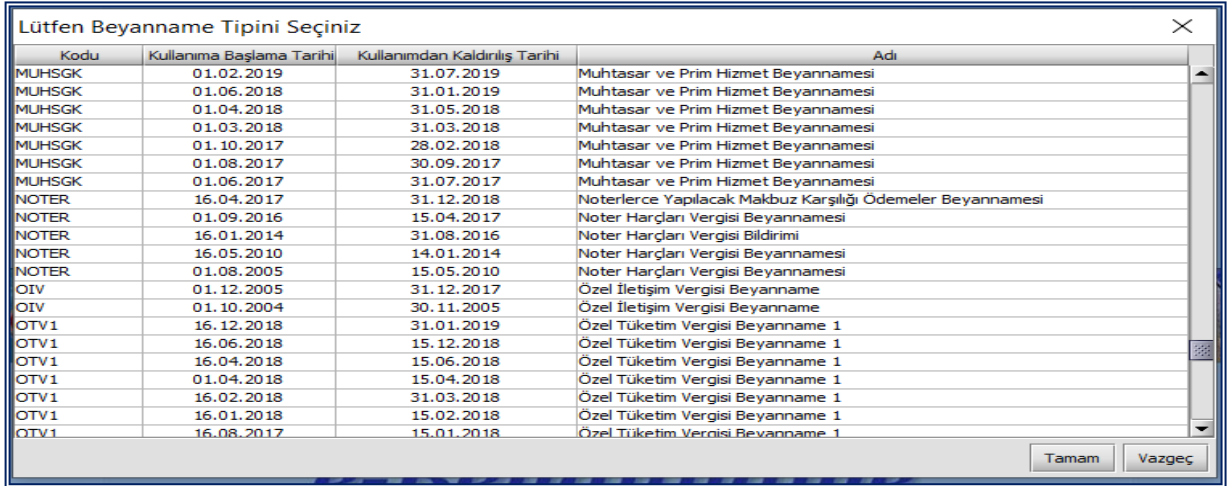 Lütfen Beyanname Tipini Seçiniz
Kodu Kullanıma Başlama Tarihi Kullanımdan Kaldırılış Tarihi Adı
MUHSGK 01.02.2019 31.07.2019 Muhtasar ve Prim Hizmet Beyannamesi
MUHSGK 01.06.2018 31.01.2019 Muhtasar ve Prim Hizmet Beyannamesi
MUHSGK 01.04.2018 31.05.2018 Muhtasar ve Prim Hizmet Beyannamesi
MUHSGK 01.03.2018 31.03.2018 Muhtasar ve Prim Hizmet Beyannamesi
MUHSGK 01.10.2017 28.02.2018 Muhtasar ve Prim Hizmet Beyannamesi
MUHSGK 01.08.2017 30.09.2017 Muhtasar ve Prim Hizmet Beyannamesi
MUHSGK 01.06.2017 31.07.2017 Muhtasar ve Prim Hizmet Beyannamesi
NOTER 16.04.2017 31.12.2018 Noterlerce Yapılacak Makbuz Karşılığı Ödemeler Beyannamesi
NOTER 01.09.2016 15.04.2017 Noter Harçları Vergisi Beyannamesi
NOTER 16.01.2014 31.08.2016 Noter Harçları Vergisi Bildirimi
NOTER 16.05.2010 14.01.2014 Noter Harçları Vergisi Beyannamesi
NOTER 01.08.2005 15.05.2010 Noter Harçları Vergisi Beyannamesi
OIV 01.12.2005 31.12.2017 Özel İletişim Vergisi Beyanname
OIV 01.10.2004 30.11.2005 Özel İletişim Vergisi Beyanname
OTV1 16.12.2018 31.01.2019 Özel Tüketim Vergisi Beyanname 1
OTV1 16.06.2018 15.12.2018 Özel Tüketim Vergisi Beyanname 1
OTV1 16.04.2018 15.06.2018 Özel Tüketim Vergisi Beyanname 1
OTV1 01.04.2018 15.04.2018 Özel Tüketim Vergisi Beyanname 1
OTV1 16.02.2018 31.03.2018 Özel Tüketim Vergisi Beyanname 1
OTV1 16.01.2018 15.02.2018 Özel Tüketim Vergisi Beyanname 1
OTV1 16.08.2017 15.01.2018 Özel Tüketim Vergisi Beyanname 1
Tamam Vazgeç